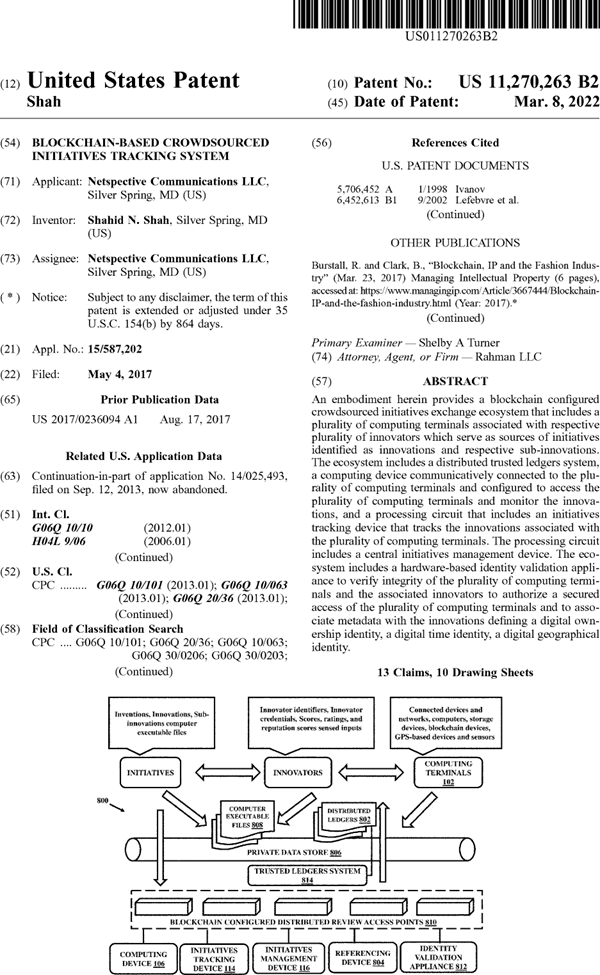 US011270263B2
(12) United States Patent
Shah
(10) Patent No.: US 11,270,263 B2
(45) Date of Patent: Mar. 8, 2022
(54) BLOCKCHAIN-BASED CROWDSOURCED
INITIATIVES TRACKING SYSTEM
(71) Applicant: Netspective Communications LLC,
Silver Spring, MD (US)
(72) Inventor: Shahid N. Shah, Silver Spring, MD
(US)
(73) Assignee: Netspective Communications LLC,
Silver Spring, MD (US)
( * ) Notice: Subject to any disclaimer, the term of this
patent is extended or adjusted under 35
U.S.C. 154(b) by 864 days.
(21) Appl. No.: 15/587,202
(22) Filed: May 4, 2017
(65) Prior Publication Data
US 2017/0236094 A1 Aug. 17, 2017
Related U.S. Application Data
(63) Continuation-in-part of application No. 14/025,493,
filed on Sep. 12, 2013, now abandoned.
(51) Int. Cl.
G06Q 10/10 (2012.01)
H04L 9/06 (2006.01)
(Continued)
(52) U.S. Cl.
CPC ......... G06Q 10/101 (2013.01); G06Q 10/063
(2013.01); G06Q 20/36 (2013.01);
(Continued)
(58) Field of Classification Search
CPC .... G06Q 10/101; G06Q 20/36; G06Q 10/063;
G06Q 30/0206; G06Q 30/0203;
(Continued)
(56) References Cited
U.S. PATENT DOCUMENTS
5,706,452 A 1/1998 Ivanov
6,452,613 B1 9/2002 Lefebvre et al.
(Continued)
OTHER PUBLICATIONS
Burstall, R. and Clark, B., “Blockchain, IP and the Fashion Indus-
try” (Mar. 23, 2017) Managing Intellectual Property (6 pages),
accessed at: https://www.managingip.com/Article/3667444/Blockchain-
IP-and-the-fashion-industry.html (Year: 2017).*
(Continued)
Primary Examiner — Shelby A Turner
(74) Attorney, Agent, or Firm — Rahman LLC
(57) ABSTRACT
An embodiment herein provides a blockchain configured
crowdsourced initiatives exchange ecosystem that includes a
plurality of computing terminals associated with respective
plurality of innovators which serve as sources of initiatives
identified as innovations and respective sub-innovations.
The ecosystem includes a distributed trusted ledgers system,
a computing device communicatively connected to the plu-
rality of computing terminals and configured to access the
plurality of computing terminals and monitor the innova-
tions, and a processing circuit that includes an initiatives
tracking device that tracks the innovations associated with
the plurality of computing terminals. The processing circuit
includes a central initiatives management device. The eco-
system includes a hardware-based identity validation appli-
ance to verify integrity of the plurality of computing termi-
nals and the associated innovators to authorize a secured
access of the plurality of computing terminals and to asso-
ciate metadata with the innovations defining a digital own-
ership identity, a digital time identity, a digital geographical
identity.
13 Claims, 10 Drawing Sheets
Inventions, Innovations, Sub-
innovations computer
executable files
Innovator identifiers, Innovator
credentials, Scores, ratings, and
reputation scores sensed inputs
Connected devices and
networks, computers, storage
devices, blockchain devices,
GPS-based devices and sensors
INITIATIVES
INNOVATORS
COMPUTING
TERMINALS
102
800
COMPUTER
EXECUTABLE
FILES 808
DISTRIBUTED
LEDGERS 802
PRIVATE DATA STORE 806
TRUSTED LEDGERS SYSTEM
814
BLOCKCHAIN CONFIGURED DISTRIBUTED REVIEW ACCESS POINTS 810
COMPUTING
DEVICE 106
INITIATIVES
TRACKING
DEVICE 114
INITIATIVES
MANAGEMENT
DEVICE 116
REFERENCING
DEVICE 804
IDENTITY
VALIDATION
APPLIANCE 812